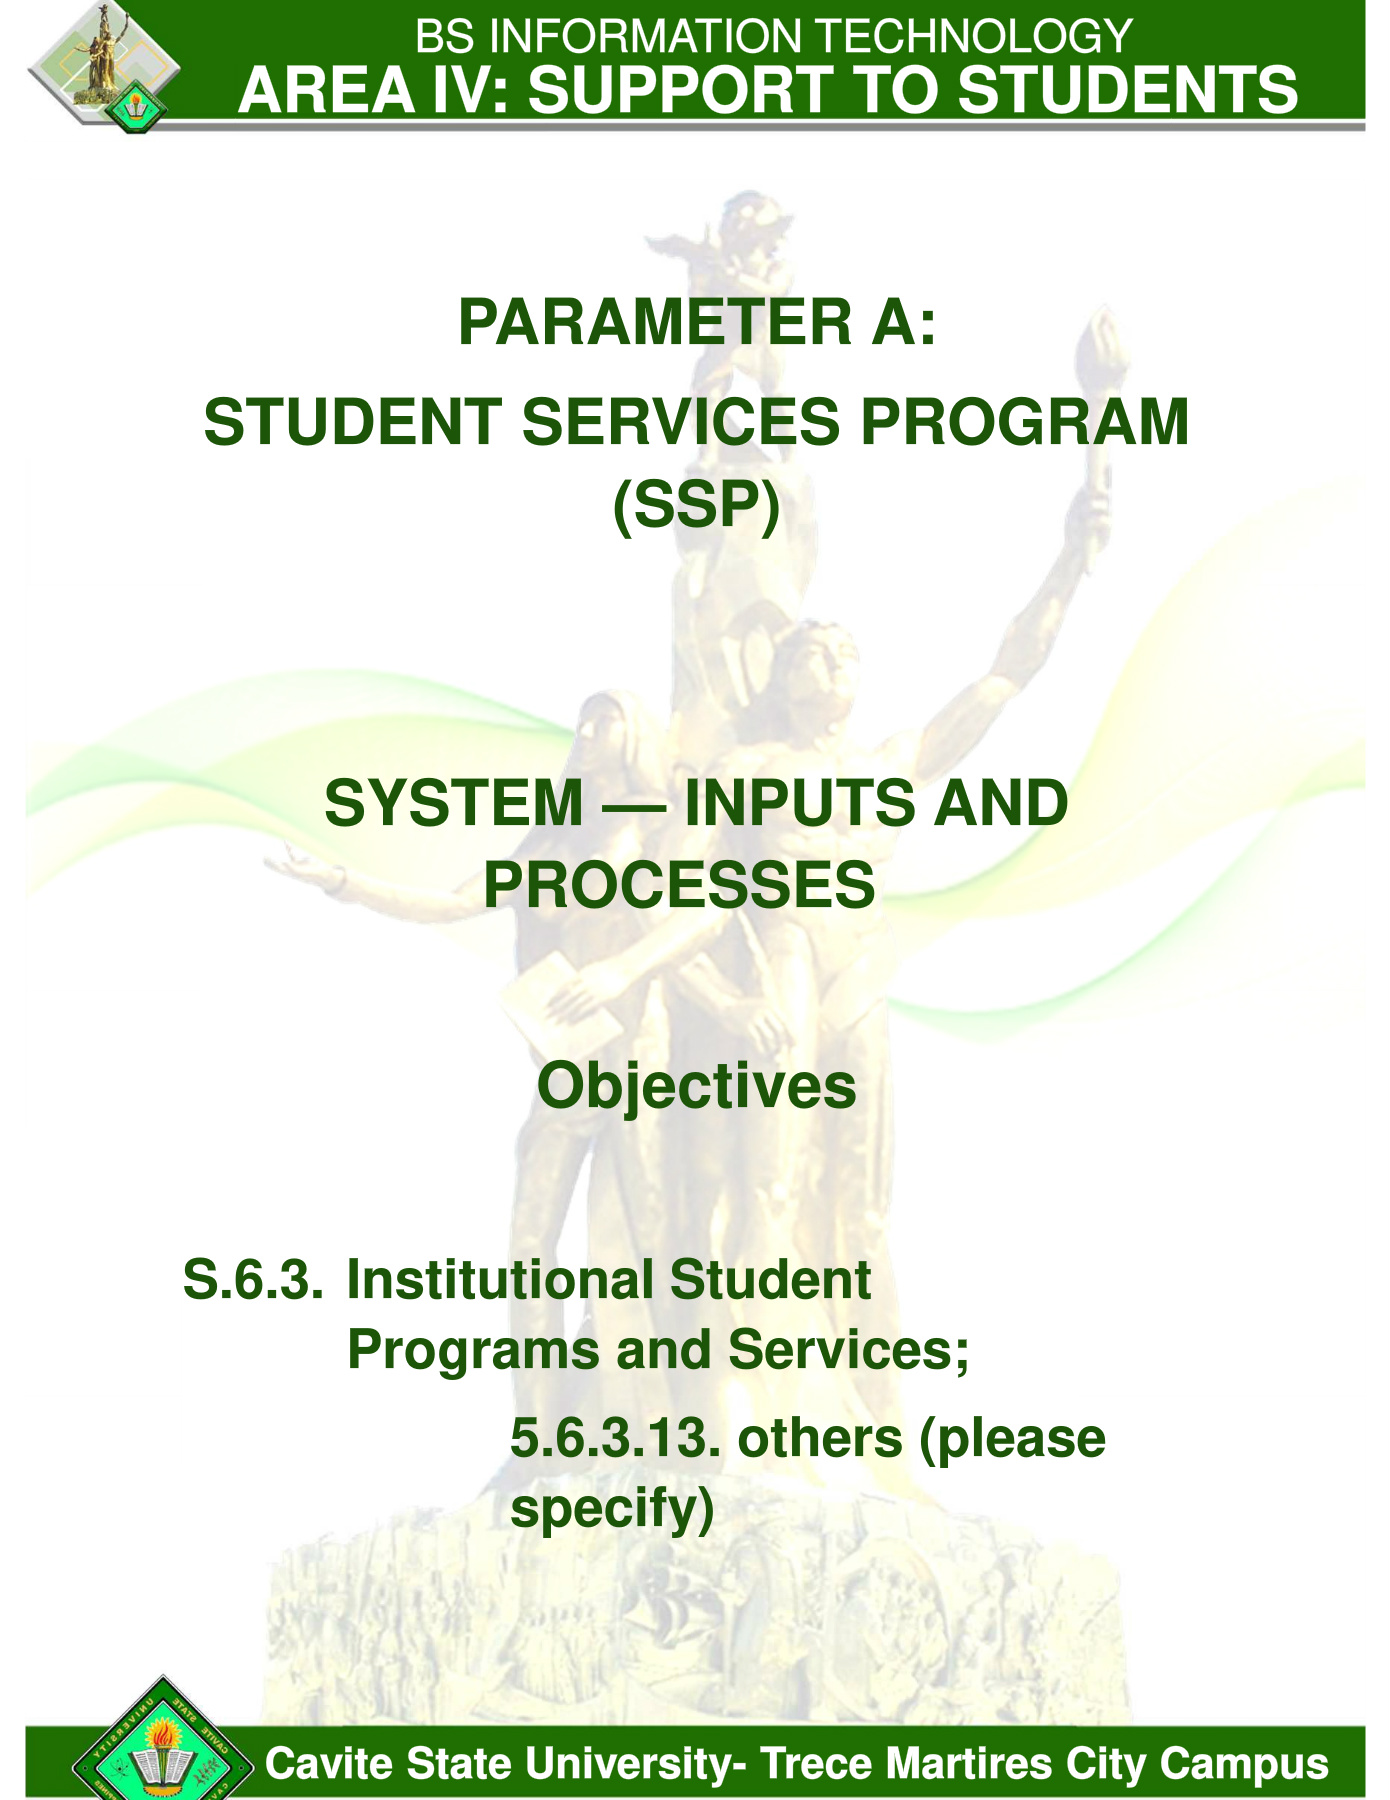 BS INFORMATION TECHNOLOGY
AREA IV: SUPPORT TO STUDENTS
PARAMETER A:
STUDENT SERVICES PROGRAM
(SSP)
SYSTEM — INPUTS AND
PROCESSES
Objectives
S.6.3. Institutional Student
Programs and Services;
5.6.3.13. others (please
specify)
Cavite State University- Trece Martires City Campus